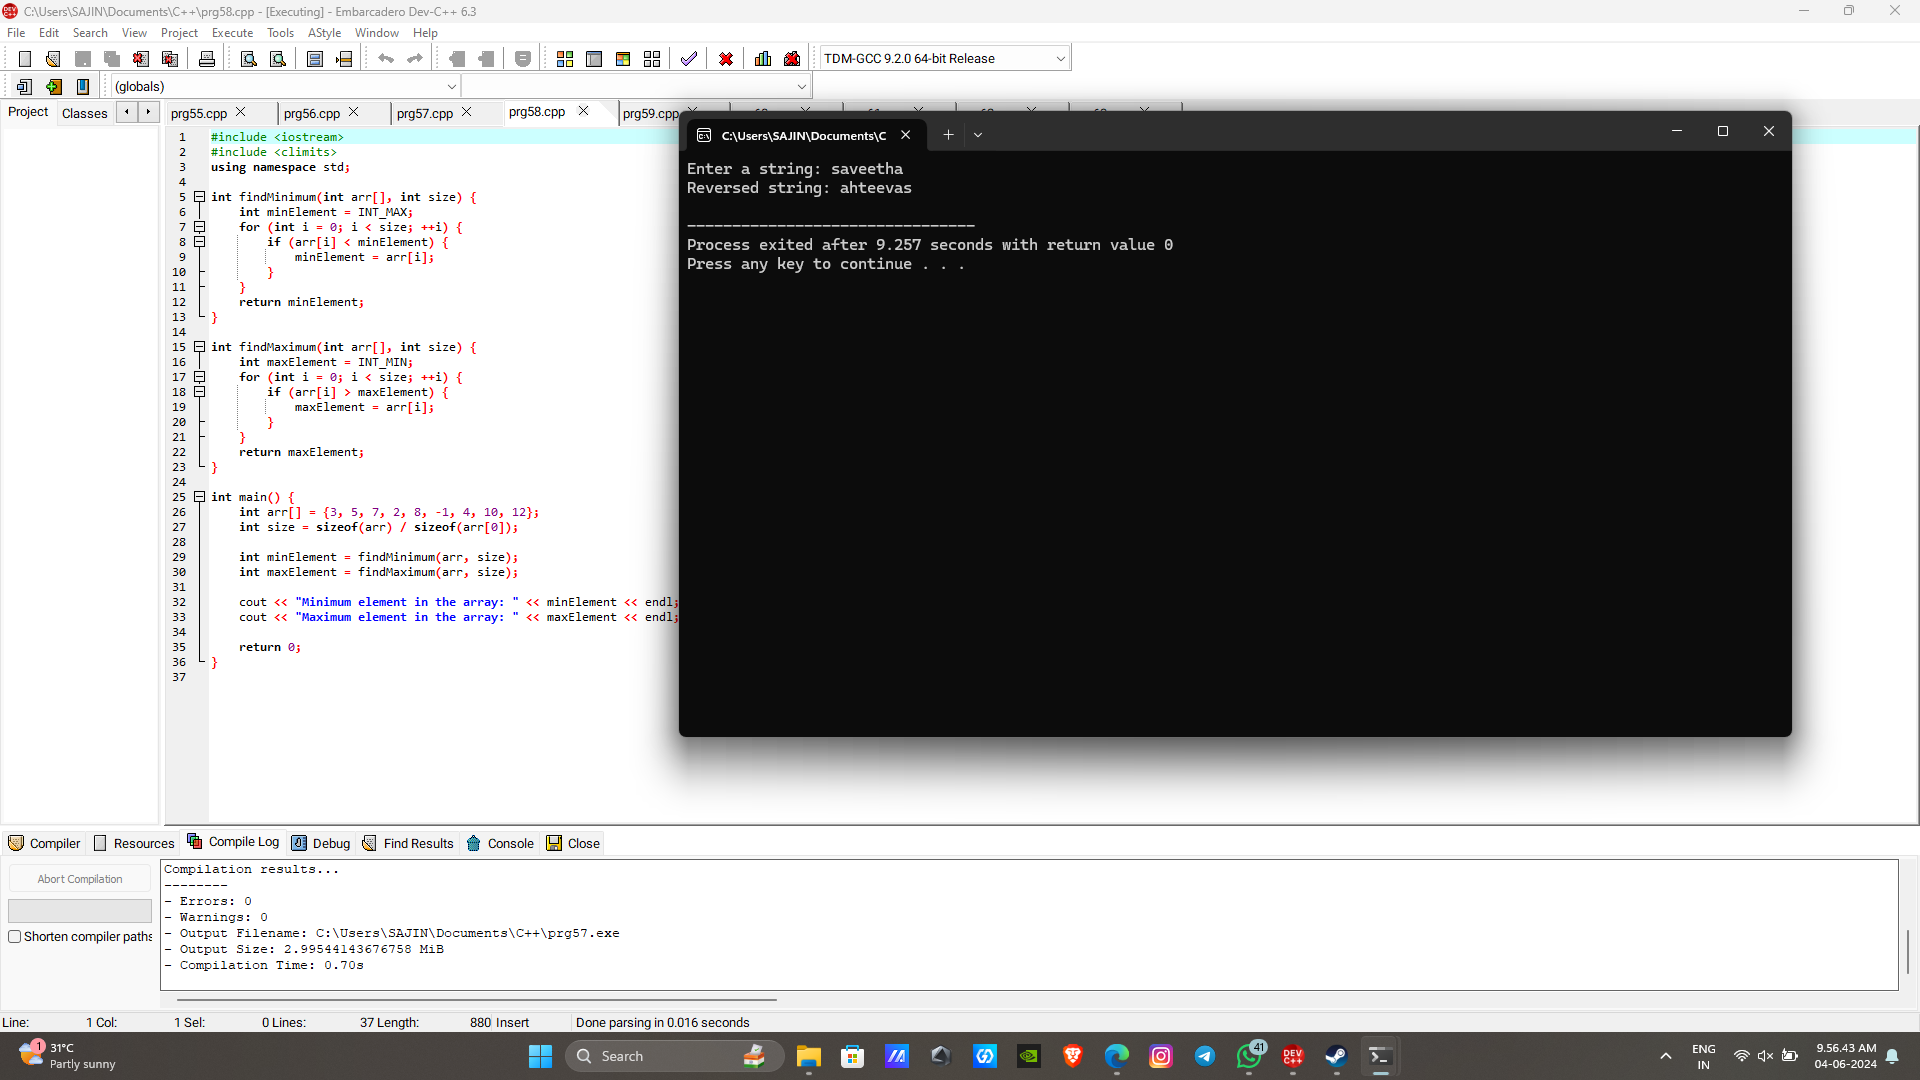 C:\Users\SAJIN\Documents\C++\prg58.cpp - [Executing] - Embarcadero Dev-C++ 6.3
File Edit Search View Project Execute Tools AStyle Window Help
TDM-GCC 9.2.0 64-bit Release
(globals)
Project Classes prg55.cpp prg56.cpp prg57.cpp prg58.cpp prg59.cpp
1 #include <iostream>
2 #include <climits>
3 using namespace std;
4
5 int findMinimum(int arr[], int size) {
6 int minElement = INT_MAX;
7 for (int i = 0; i < size; ++i) {
8 if (arr[i] < minElement) {
9 minElement = arr[i];
10 }
11 }
12 return minElement;
13 }
14
15 int findMaximum(int arr[], int size) {
16 int maxElement = INT_MIN;
17 for (int i = 0; i < size; ++i) {
18 if (arr[i] > maxElement) {
19 maxElement = arr[i];
20 }
21 }
22 return maxElement;
23 }
24
25 int main() {
26 int arr[] = {3, 5, 7, 2, 8, -1, 4, 10, 12};
27 int size = sizeof(arr) / sizeof(arr[0]);
28
29 int minElement = findMinimum(arr, size);
30 int maxElement = findMaximum(arr, size);
31
32 cout << "Minimum element in the array: " << minElement << endl;
33 cout << "Maximum element in the array: " << maxElement << endl;
34
35 return 0;
36 }
37
C:\Users\SAJIN\Documents\C
Enter a string: saveetha
Reversed string: ahteevas
--------------------------------
Process exited after 9.257 seconds with return value 0
Press any key to continue . . .
Compiler Resources Compile Log Debug Find Results Console Close
Abort Compilation
Shorten compiler paths
Compilation results...
--------
- Errors: 0
- Warnings: 0
- Output Filename: C:\Users\SAJIN\Documents\C++\prg57.exe
- Output Size: 2.99544143676758 MiB
- Compilation Time: 0.70s
Line: 1 Col: 1 Sel: 0 Lines: 37 Length: 880 Insert Done parsing in 0.016 seconds
1
31°C
Partly sunny
Search
41
DEV C++
ENG
IN
9.56.43 AM
04-06-2024